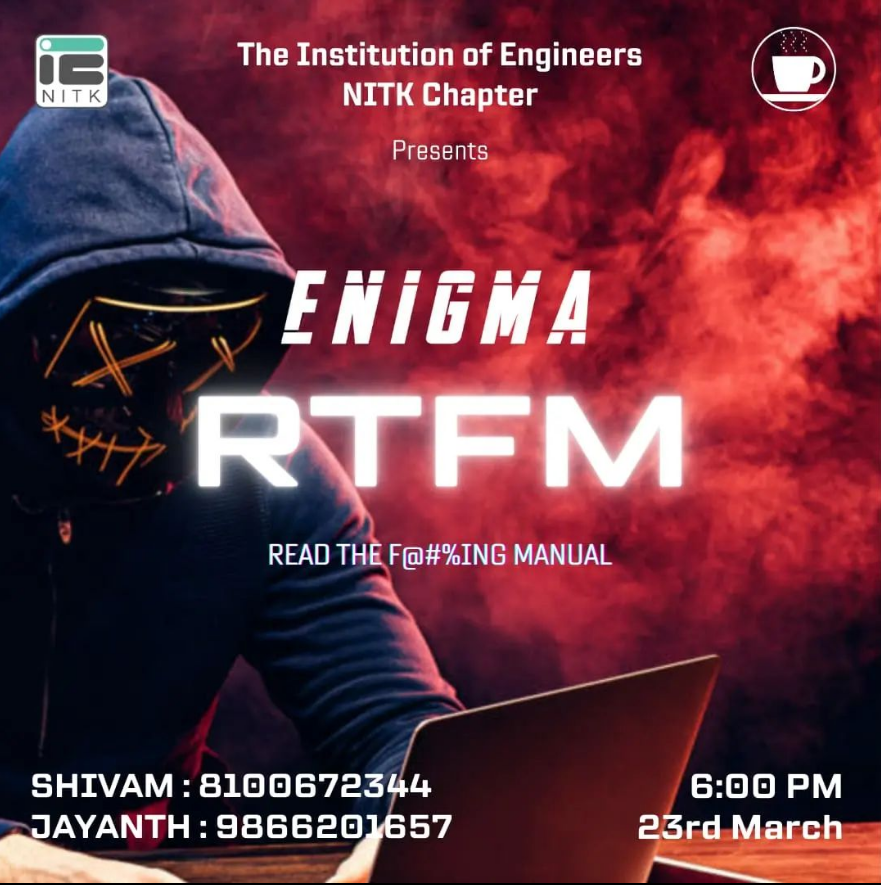 ie
NITK
The Institution of Engineers
NITK Chapter
Presents
ENIGMA
RTFM
READ THE F@#%ING MANUAL
SHIVAM : 8100672344
JAYANTH : 9866201657
6:00 PM
23rd March